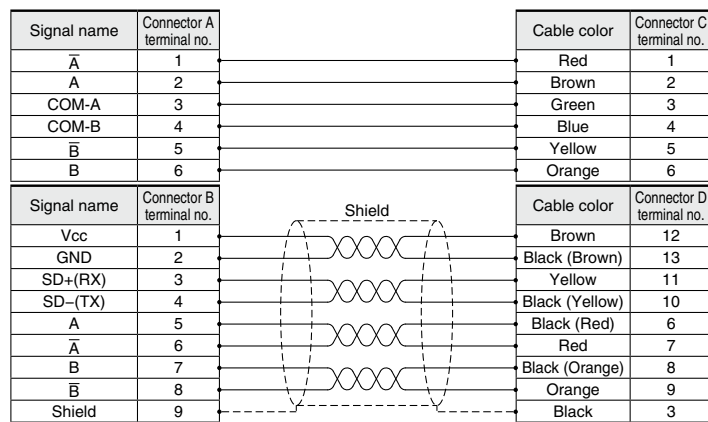 Signal name Connector A terminal no. Cable color Connector C terminal no.
A̅ 1 Red 1
A 2 Brown 2
COM-A 3 Green 3
COM-B 4 Blue 4
B̅ 5 Yellow 5
B 6 Orange 6
Signal name Connector B terminal no. Shield Cable color Connector D terminal no.
Vcc 1 Brown 12
GND 2 Black (Brown) 13
SD+(RX) 3 Yellow 11
SD−(TX) 4 Black (Yellow) 10
A 5 Black (Red) 6
A̅ 6 Red 7
B 7 Black (Orange) 8
B̅ 8 Orange 9
Shield 9 Black 3